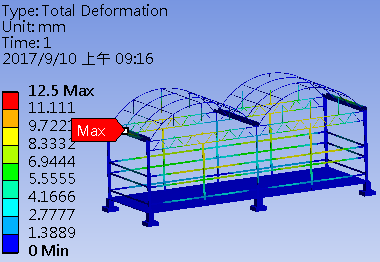 Type: Total Deformation
Unit: mm
Time: 1
2017/9/10 上午 09:16
12.5 Max
11.111
9.7222
8.3332
6.9444
5.5555
4.1666
2.7777
1.3889
0 Min
Max